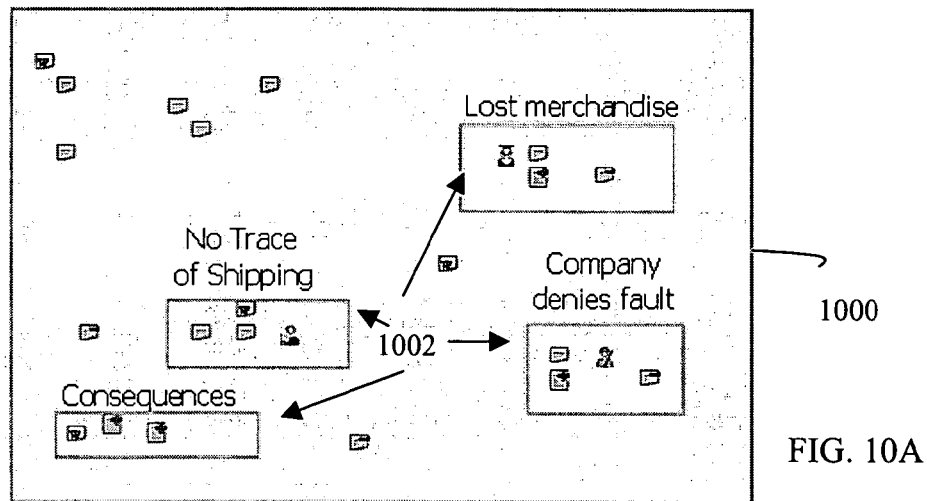 Lost merchandise
No Trace
of Shipping
Company
denies fault
1000
1002
Consequences
FIG. 10A